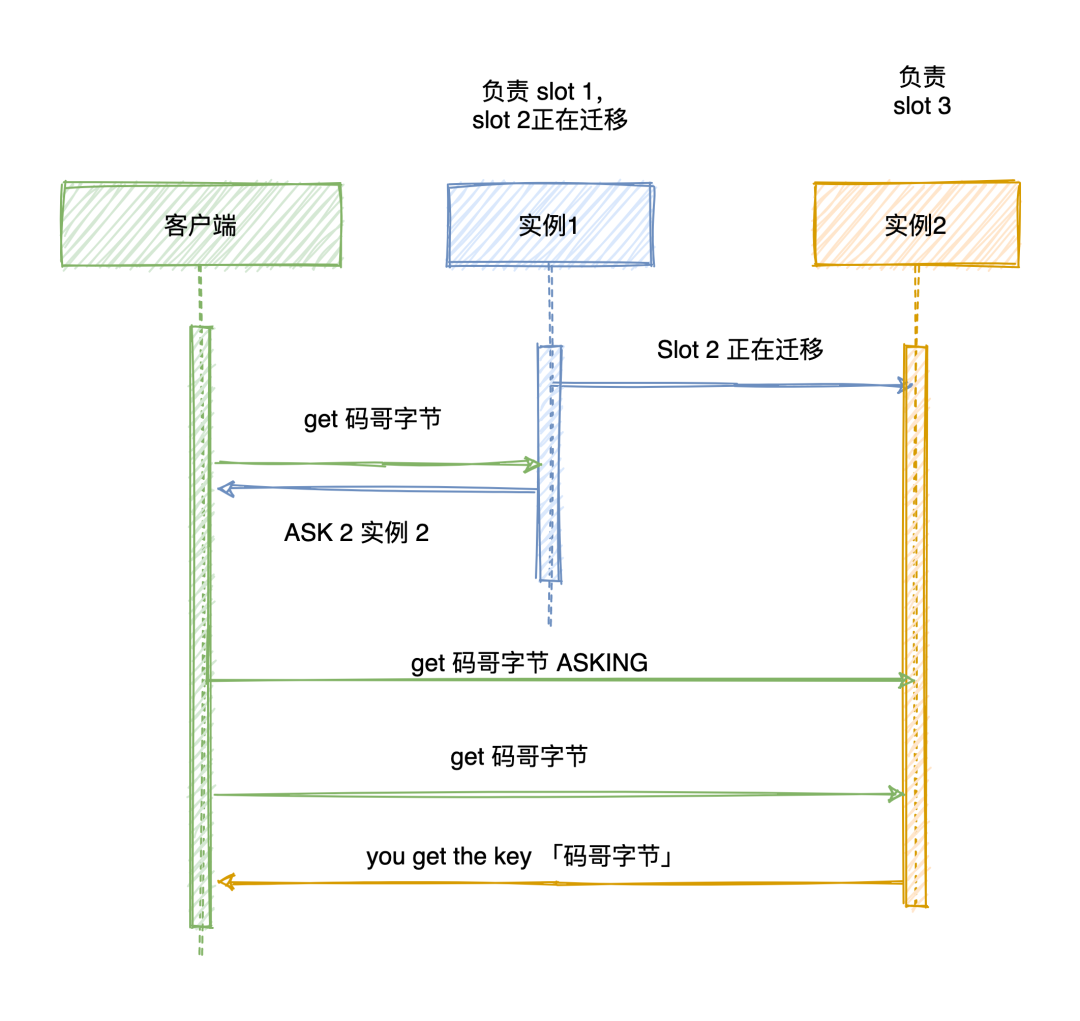 负责 slot 1,
slot 2正在迁移
负责
slot 3
客户端
实例1
实例2
Slot 2 正在迁移
get 码哥字节
ASK 2 实例 2
get 码哥字节 ASKING
get 码哥字节
you get the key 「码哥字节」